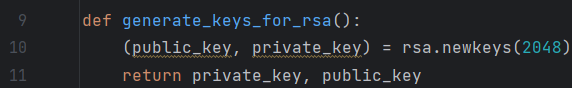 9 def generate_keys_for_rsa():
10 (public_key, private_key) = rsa.newkeys(2048)
11 return private_key, public_key